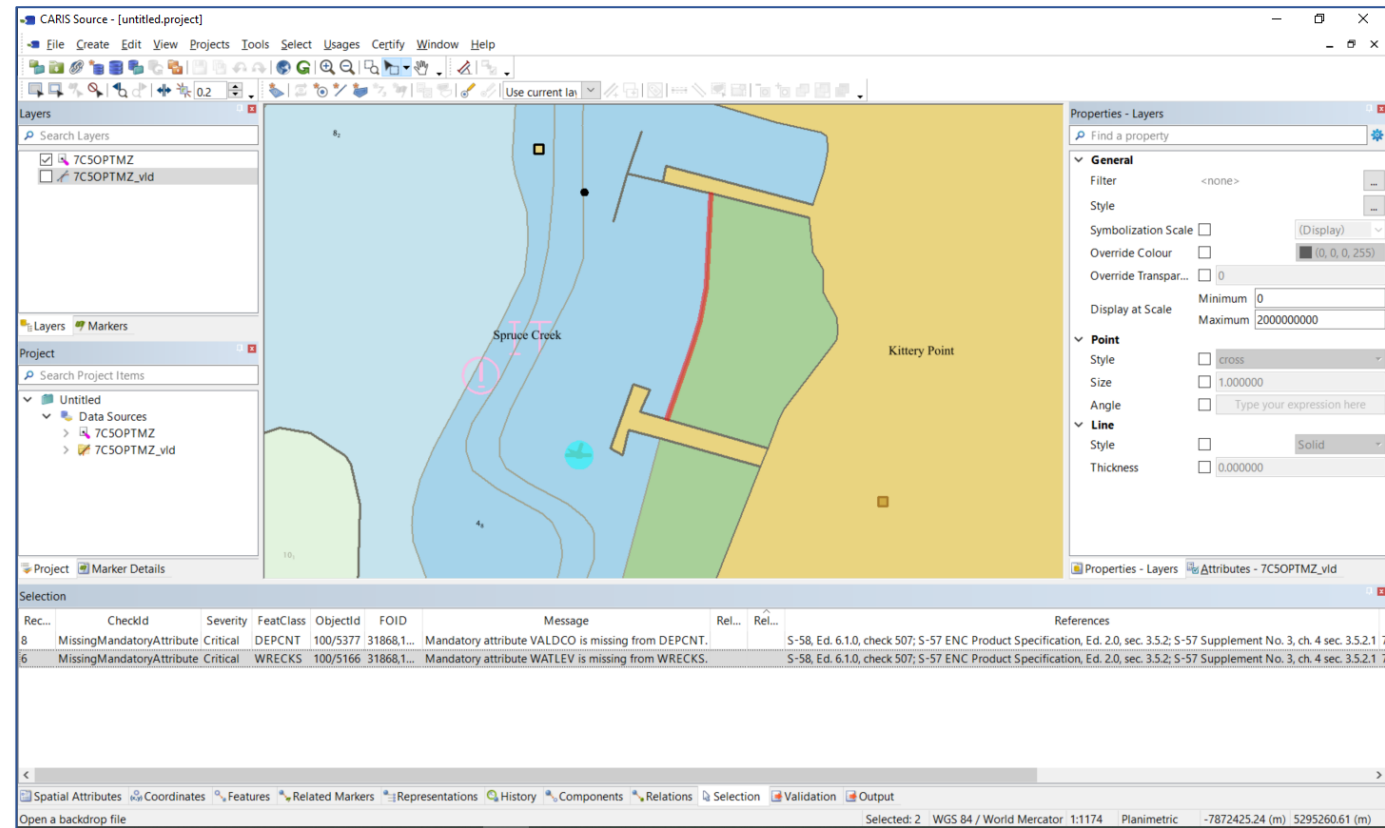 CARIS Source - [untitled.project]
File Create Edit View Projects Tools Select Usages Certify Window Help
0.2 Use current la
Layers
Search Layers
7C5OPTMZ
7C5OPTMZ_vld
Layers Markers
Project
Search Project Items
Untitled
Data Sources
7C5OPTMZ
7C5OPTMZ_vld
Project Marker Details
8₂
Spruce Creek
Kittery Point
4₆
10₁
Properties - Layers
Find a property
General
Filter <none> ...
Style ...
Symbolization Scale (Display)
Override Colour (0, 0, 0, 255)
Override Transpar... 0
Display at Scale Minimum 0
Maximum 2000000000
Point
Style cross
Size 1.000000
Angle Type your expression here
Line
Style Solid
Thickness 0.000000
Properties - Layers Attributes - 7C5OPTMZ_vld
Selection
Rec... CheckId Severity FeatClass ObjectId FOID Message Rel... Rel... References
8 MissingMandatoryAttribute Critical DEPCNT 100/5377 31868,1... Mandatory attribute VALDCO is missing from DEPCNT. S-58, Ed. 6.1.0, check 507; S-57 ENC Product Specification, Ed. 2.0, sec. 3.5.2; S-57 Supplement No. 3, ch. 4 sec. 3.5.2.1
6 MissingMandatoryAttribute Critical WRECKS 100/5166 31868,1... Mandatory attribute WATLEV is missing from WRECKS. S-58, Ed. 6.1.0, check 507; S-57 ENC Product Specification, Ed. 2.0, sec. 3.5.2; S-57 Supplement No. 3, ch. 4 sec. 3.5.2.1
Spatial Attributes Coordinates Features Related Markers Representations History Components Relations Selection Validation Output
Open a backdrop file Selected: 2 WGS 84 / World Mercator 1:1174 Planimetric -7872425.24 (m) 5295260.61 (m)